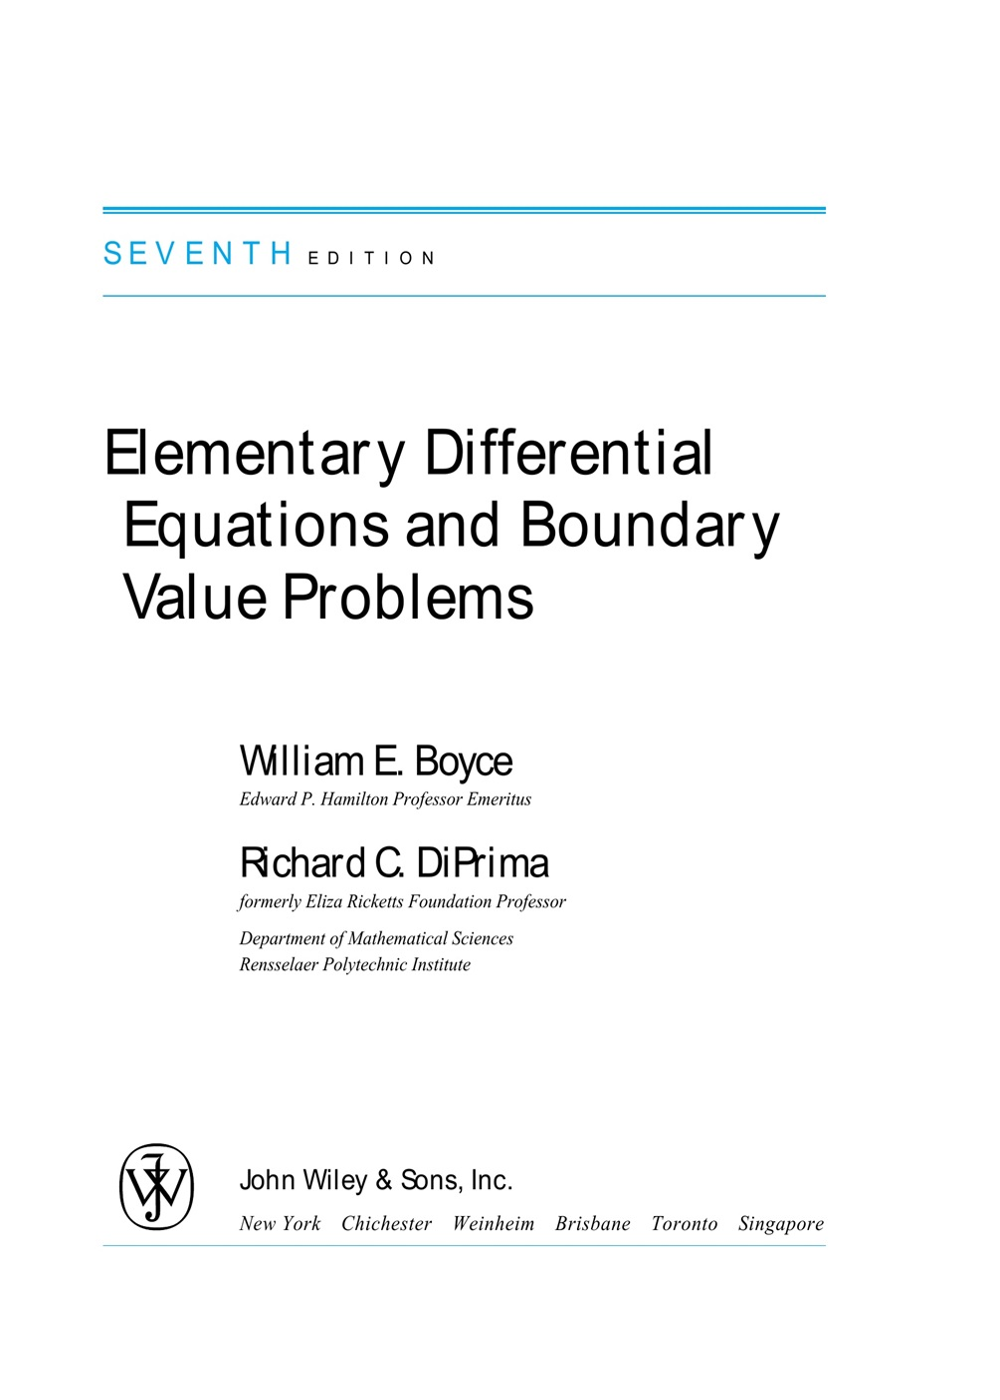 SEVENTH EDITION
Elementary Differential
Equations and Boundary
Value Problems
William E. Boyce
Edward P. Hamilton Professor Emeritus
Richard C. DiPrima
formerly Eliza Ricketts Foundation Professor
Department of Mathematical Sciences
Rensselaer Polytechnic Institute
John Wiley & Sons, Inc.
New York Chichester Weinheim Brisbane Toronto Singapore